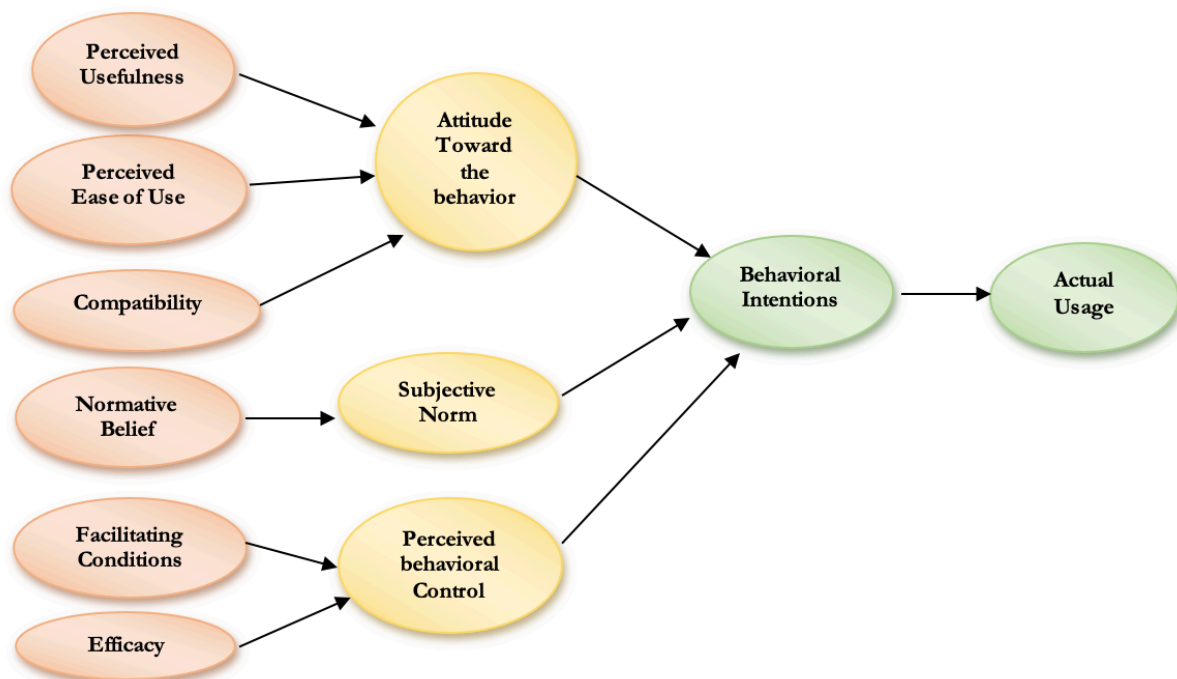 Perceived
Usefulness
Perceived
Ease of Use
Compatibility
Normative
Belief
Facilitating
Conditions
Efficacy
Attitude
Toward
the
behavior
Subjective
Norm
Perceived
behavioral
Control
Behavioral
Intentions
Actual
Usage